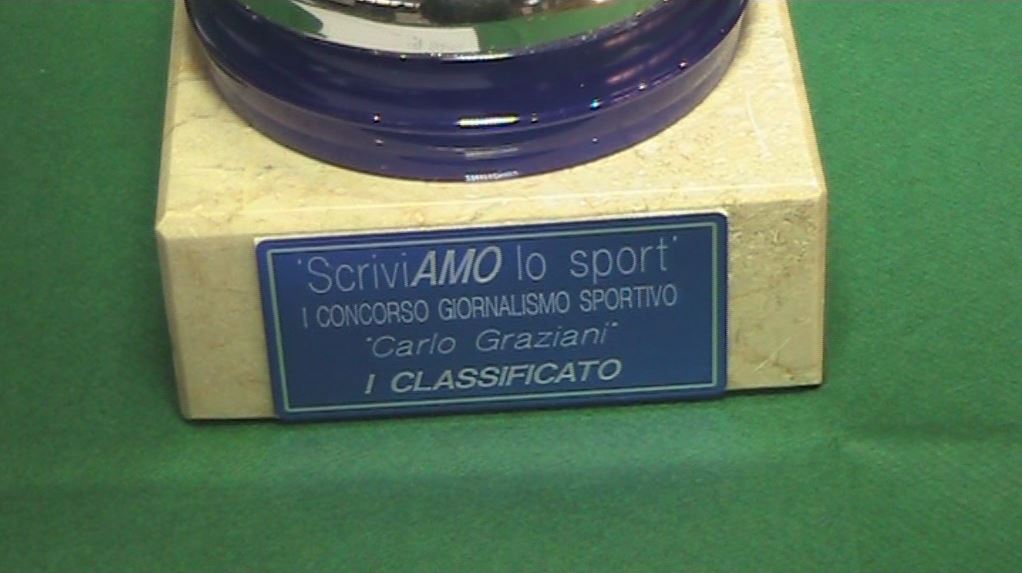 "ScriviAMO lo sport"
I CONCORSO GIORNALISMO SPORTIVO
"Carlo Graziani"
I CLASSIFICATO